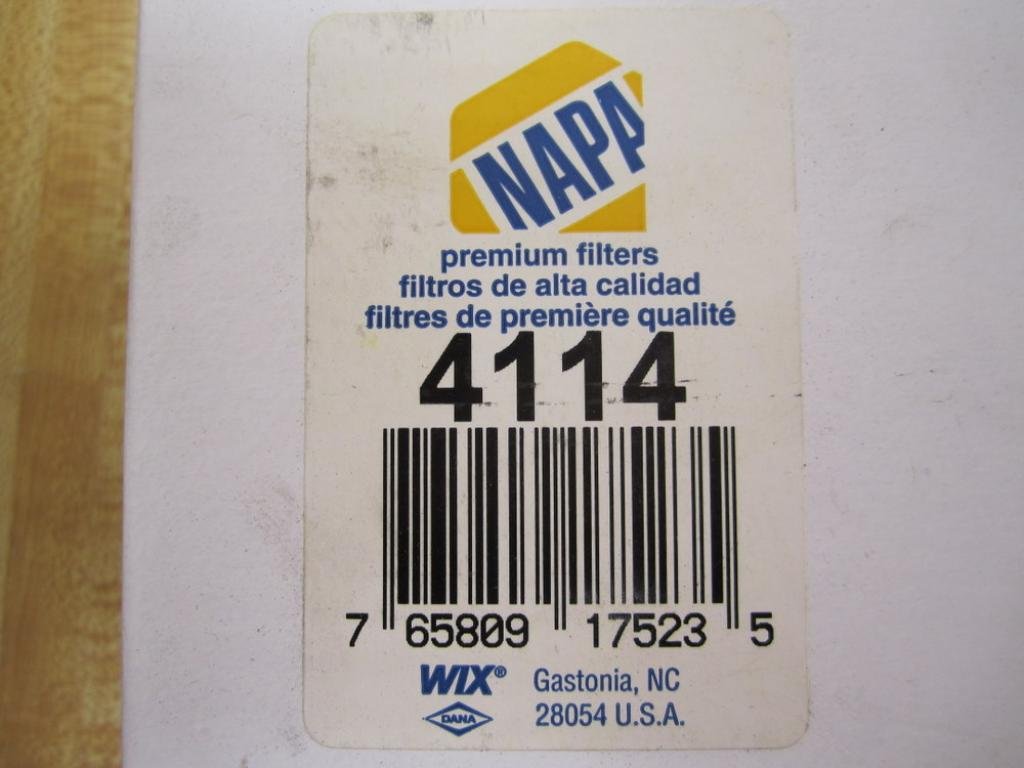 NAPA
premium filters
filtros de alta calidad
filtres de première qualité
4114
7 65809 17523 5
WIX® Gastonia, NC
DANA 28054 U.S.A.